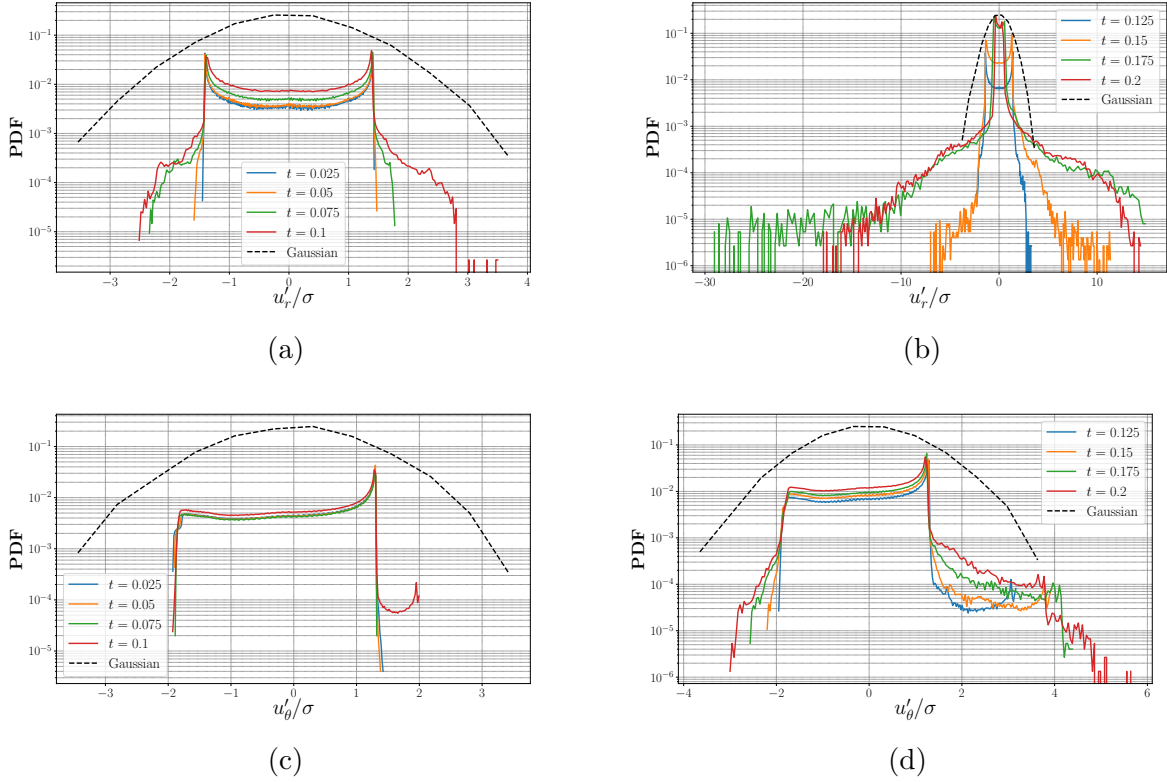 10⁻¹
10⁻²
10⁻³
10⁻⁴
10⁻⁵
PDF
t = 0.025
t = 0.05
t = 0.075
t = 0.1
Gaussian
−3 −2 −1 0 1 2 3 4
u′_r/σ
(a)
10⁻¹
10⁻²
10⁻³
10⁻⁴
10⁻⁵
10⁻⁶
PDF
t = 0.125
t = 0.15
t = 0.175
t = 0.2
Gaussian
−30 −20 −10 0 10
u′_r/σ
(b)
10⁻¹
10⁻²
10⁻³
10⁻⁴
10⁻⁵
PDF
t = 0.025
t = 0.05
t = 0.075
t = 0.1
Gaussian
−3 −2 −1 0 1 2 3
u′_θ/σ
(c)
10⁻¹
10⁻²
10⁻³
10⁻⁴
10⁻⁵
10⁻⁶
PDF
t = 0.125
t = 0.15
t = 0.175
t = 0.2
Gaussian
−4 −2 0 2 4 6
u′_θ/σ
(d)